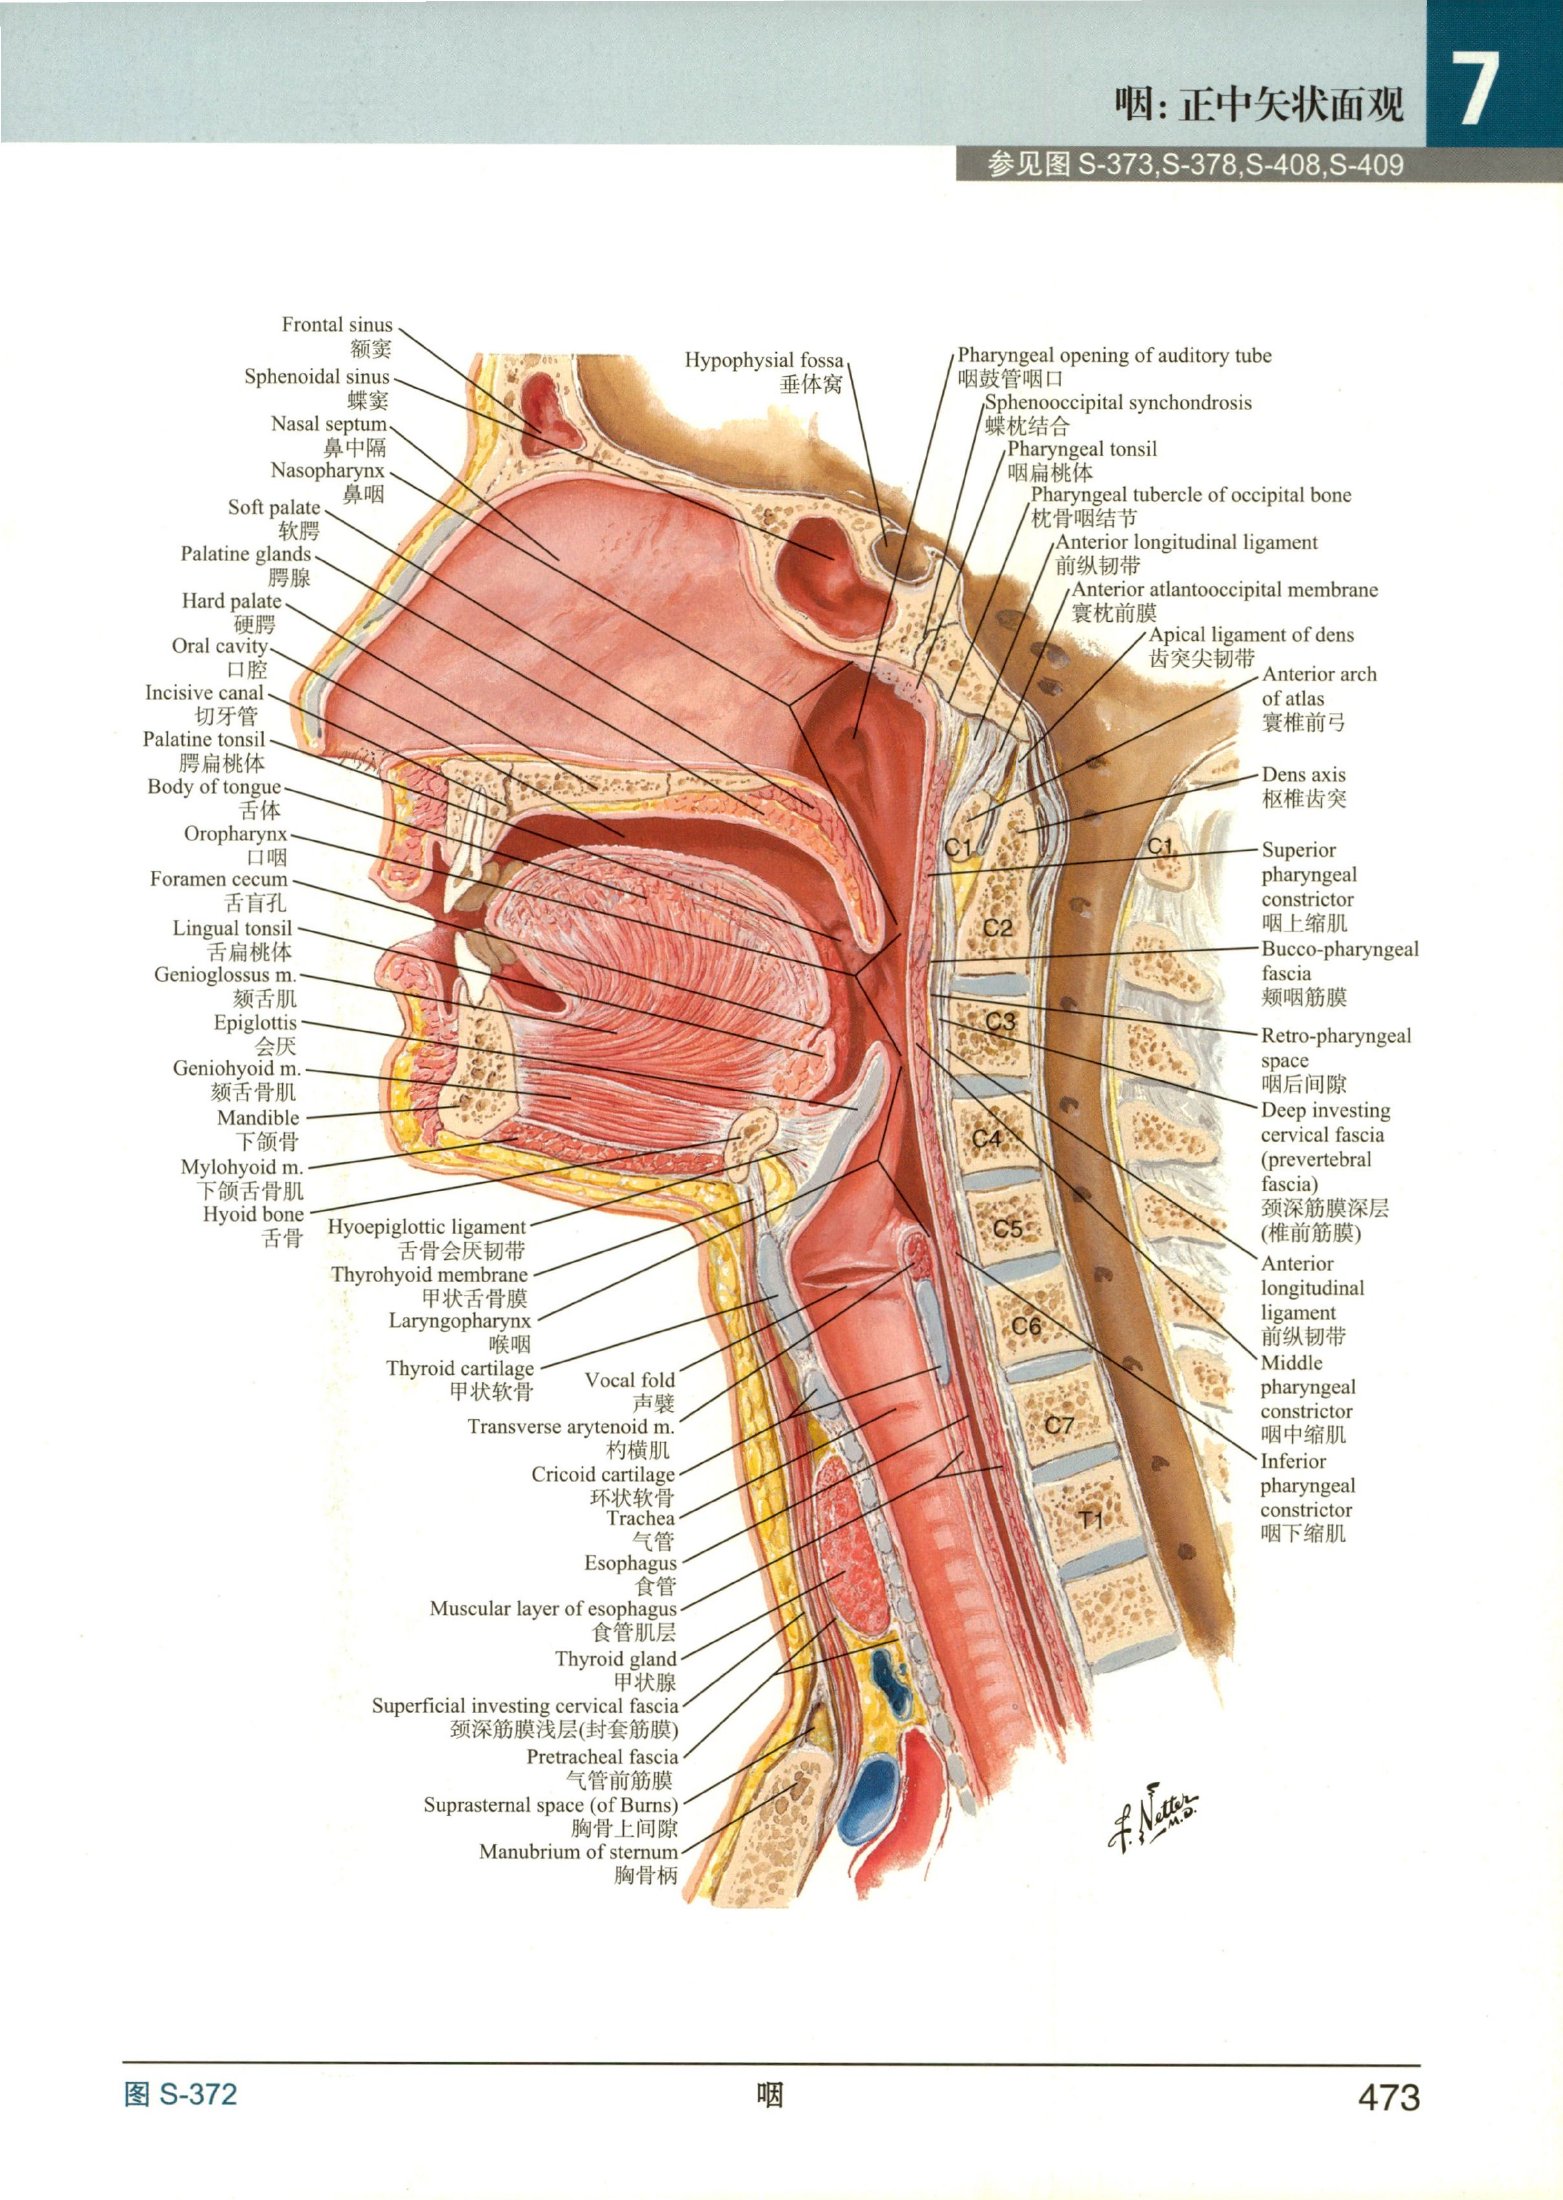 咽：正中矢状面观
7
参见图 S-373,S-378,S-408,S-409
Frontal sinus
额窦
Sphenoidal sinus
蝶窦
Nasal septum
鼻中隔
Nasopharynx
鼻咽
Soft palate
软腭
Palatine glands
腭腺
Hard palate
硬腭
Oral cavity
口腔
Incisive canal
切牙管
Palatine tonsil
腭扁桃体
Body of tongue
舌体
Oropharynx
口咽
Foramen cecum
舌盲孔
Lingual tonsil
舌扁桃体
Genioglossus m.
颏舌肌
Epiglottis
会厌
Geniohyoid m.
颏舌骨肌
Mandible
下颌骨
Mylohyoid m.
下颌舌骨肌
Hyoid bone
舌骨
Hyoepiglottic ligament
舌骨会厌韧带
Thyrohyoid membrane
甲状舌骨膜
Laryngopharynx
喉咽
Thyroid cartilage
甲状软骨
Vocal fold
声襞
Transverse arytenoid m.
杓横肌
Cricoid cartilage
环状软骨
Trachea
气管
Esophagus
食管
Muscular layer of esophagus
食管肌层
Thyroid gland
甲状腺
Superficial investing cervical fascia
颈深筋膜浅层(封套筋膜)
Pretracheal fascia
气管前筋膜
Suprasternal space (of Burns)
胸骨上间隙
Manubrium of sternum
胸骨柄
Hypophysial fossa
垂体窝
Pharyngeal opening of auditory tube
咽鼓管咽口
Sphenooccipital synchondrosis
蝶枕结合
Pharyngeal tonsil
咽扁桃体
Pharyngeal tubercle of occipital bone
枕骨咽结节
Anterior longitudinal ligament
前纵韧带
Anterior atlantooccipital membrane
寰枕前膜
Apical ligament of dens
齿突尖韧带
Anterior arch
of atlas
寰椎前弓
Dens axis
枢椎齿突
Superior
pharyngeal
constrictor
咽上缩肌
Bucco-pharyngeal
fascia
颊咽筋膜
Retro-pharyngeal
space
咽后间隙
Deep investing
cervical fascia
(prevertebral
fascia)
颈深筋膜深层
(椎前筋膜)
Anterior
longitudinal
ligament
前纵韧带
Middle
pharyngeal
constrictor
咽中缩肌
Inferior
pharyngeal
constrictor
咽下缩肌
C1
C1
C2
C3
C4
C5
C6
C7
T1
F. Netter
M.D.
图 S-372
咽
473